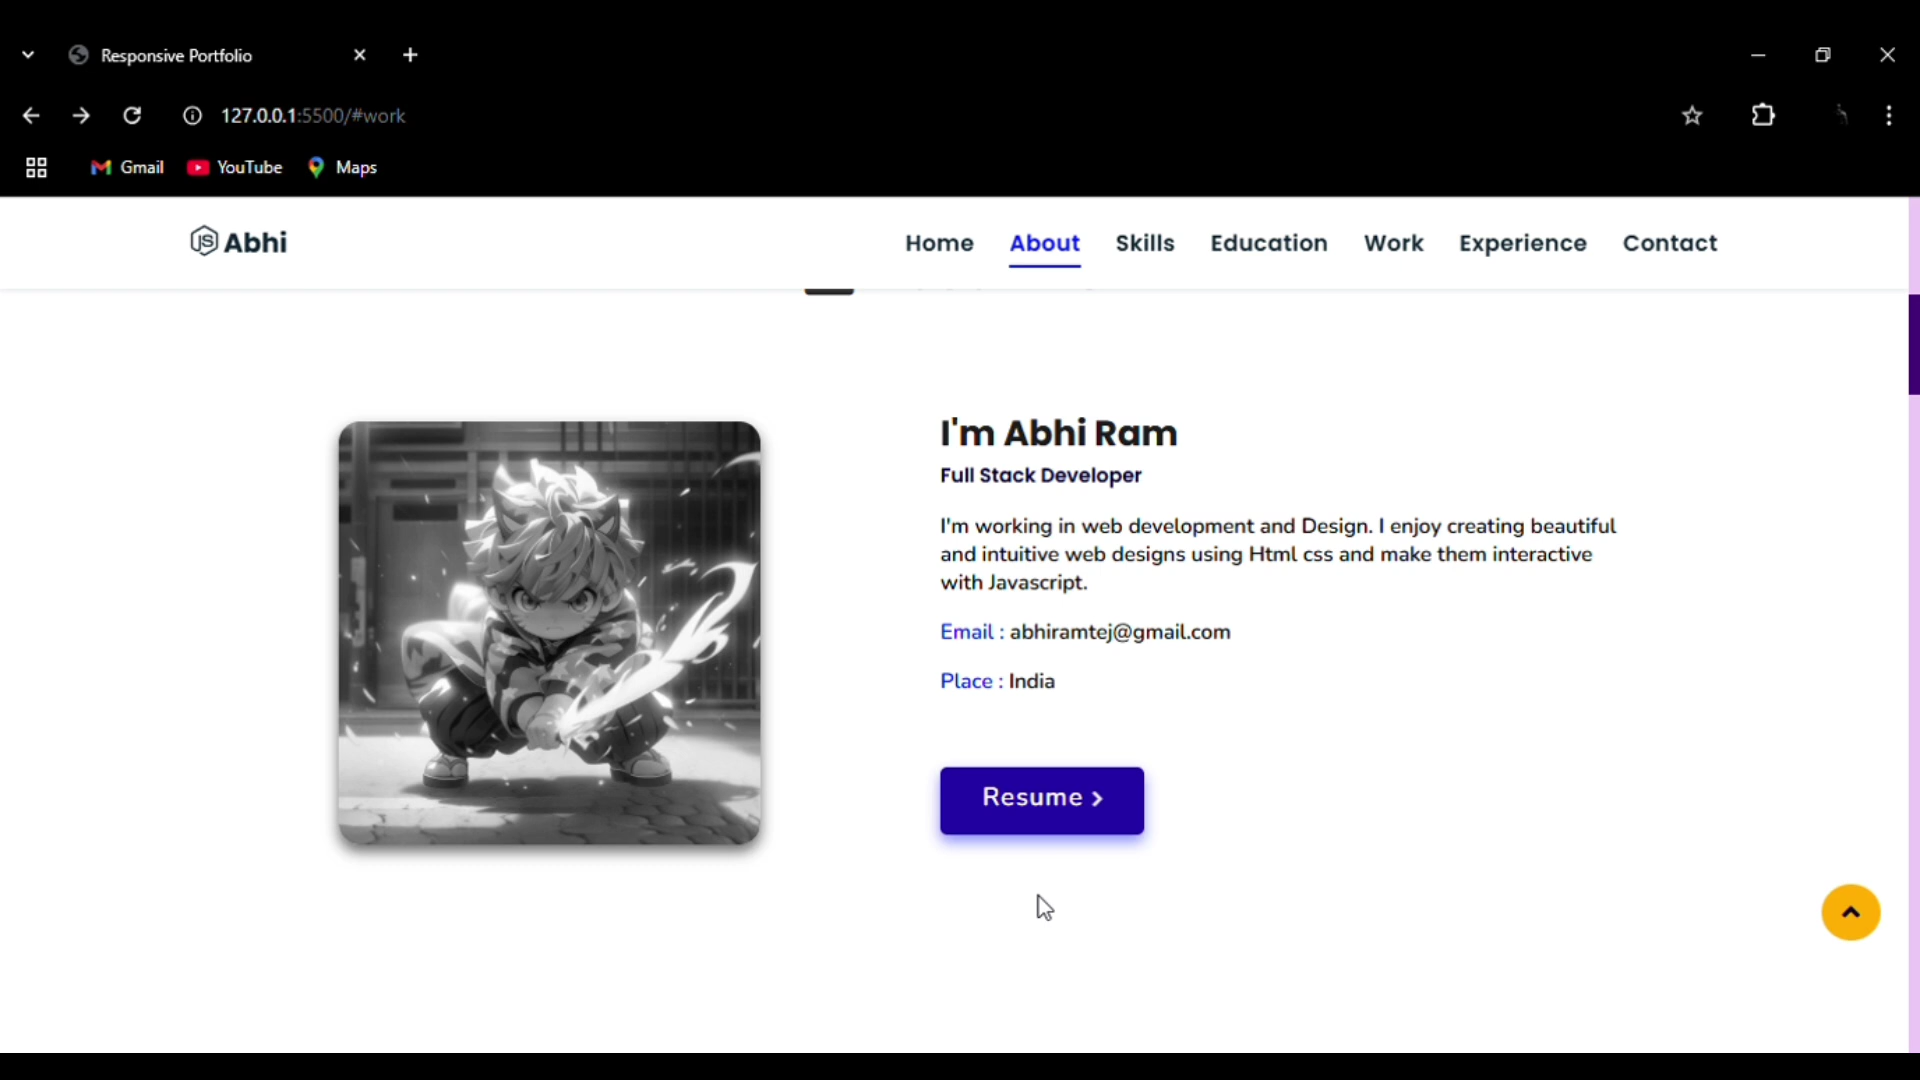 Responsive Portfolio
127.0.0.1:5500/#work
Gmail YouTube Maps
JS Abhi Home About Skills Education Work Experience Contact
I'm Abhi Ram
Full Stack Developer
I'm working in web development and Design. I enjoy creating beautiful
and intuitive web designs using Html css and make them interactive
with Javascript.
Email : abhiramtej@gmail.com
Place : India
Resume